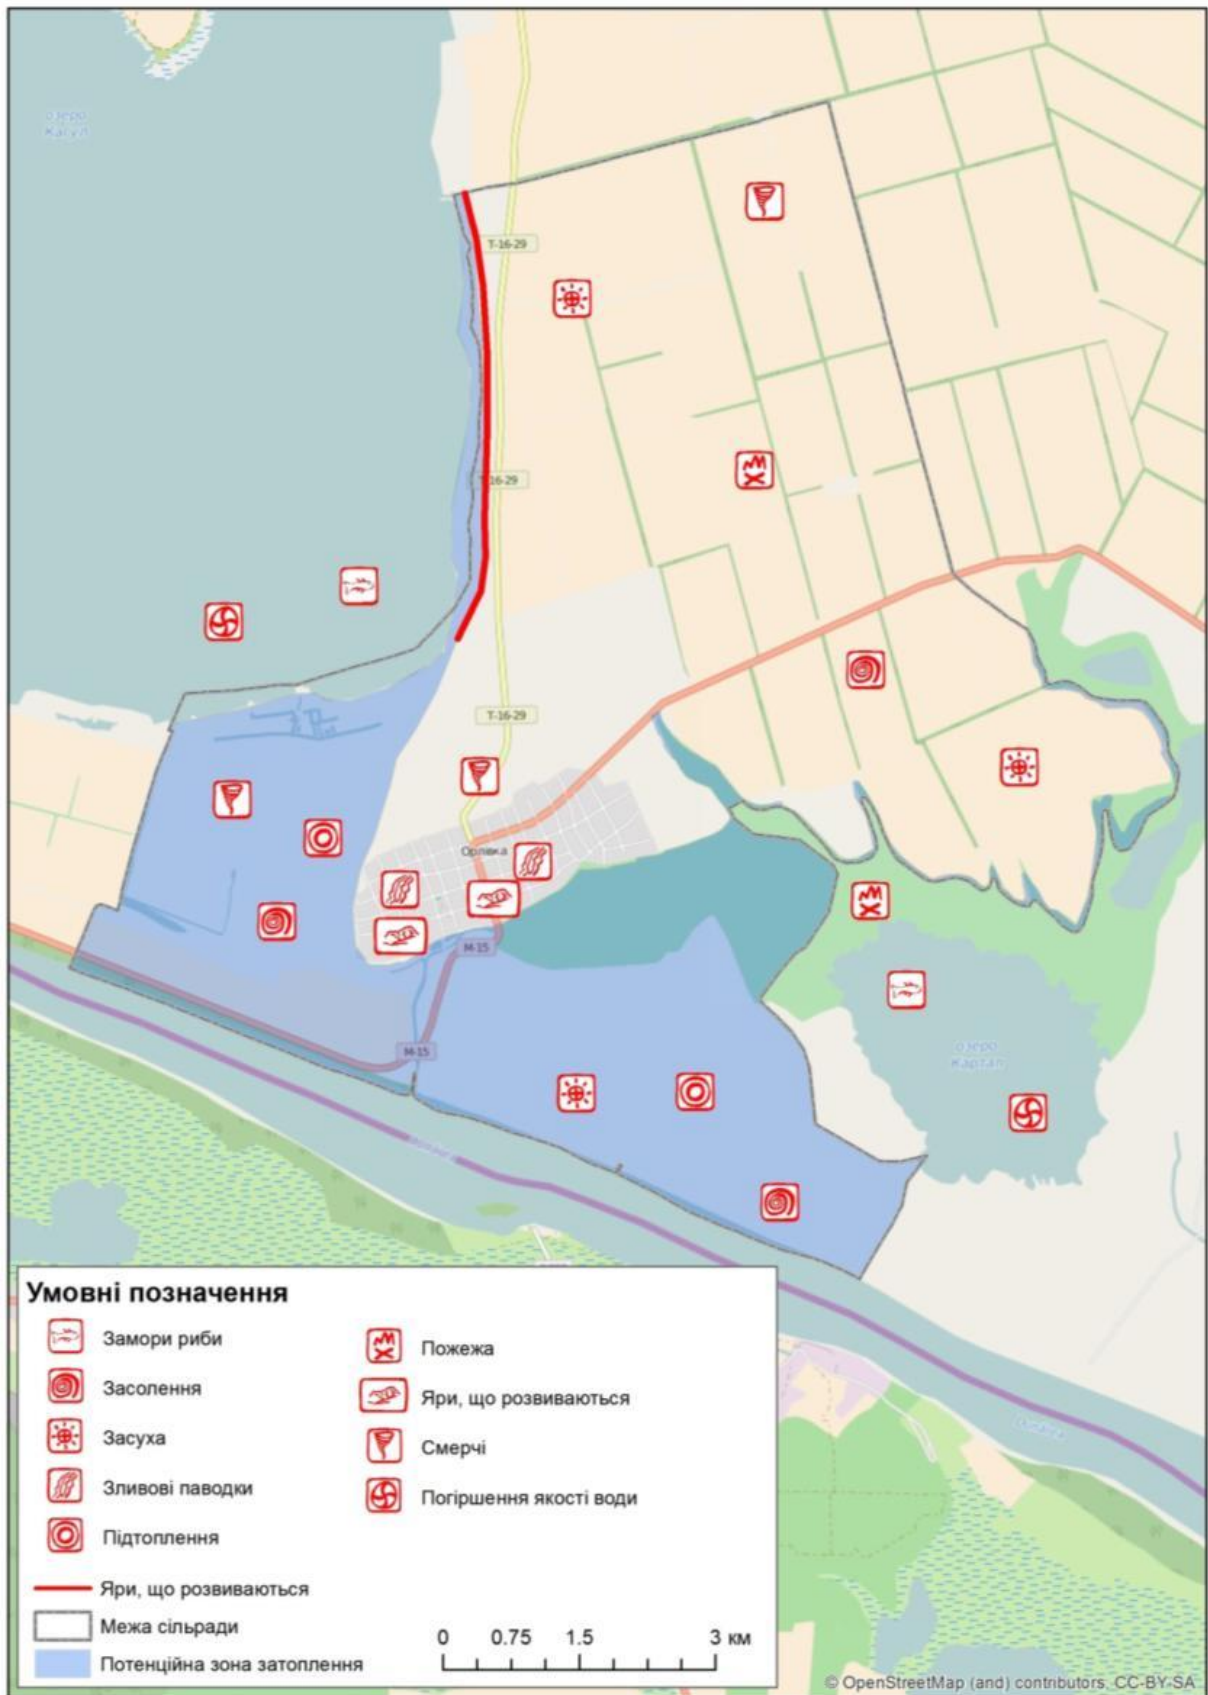 озеро
Кагул
Т-16-29
16-29
Т-16-29
Орлівка
М-15
М-15
озеро
Картал
Умовні позначення
Замори риби
Засолення
Засуха
Зливові паводки
Підтоплення
Пожежа
Яри, що розвиваються
Смерчі
Погіршення якості води
Яри, що розвиваються
Межа сільради
Потенційна зона затоплення
0 0.75 1.5 3 км
© OpenStreetMap (and) contributors, CC-BY-SA